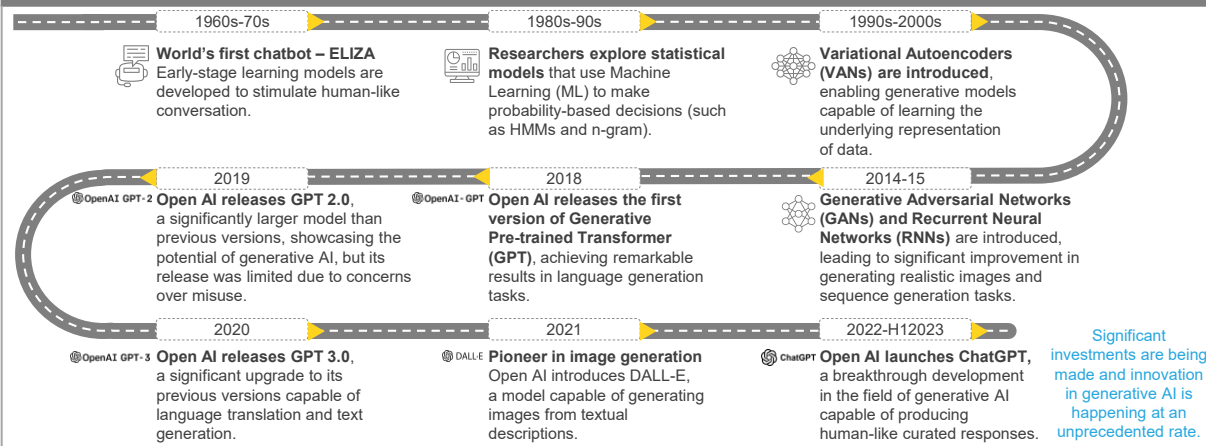 1960s-70s
World's first chatbot – ELIZA
Early-stage learning models are
developed to stimulate human-like
conversation.
1980s-90s
Researchers explore statistical
models that use Machine
Learning (ML) to make
probability-based decisions (such
as HMMs and n-gram).
1990s-2000s
Variational Autoencoders
(VANs) are introduced,
enabling generative models
capable of learning the
underlying representation
of data.
2019
OpenAI GPT-2
Open AI releases GPT 2.0,
a significantly larger model than
previous versions, showcasing the
potential of generative AI, but its
release was limited due to concerns
over misuse.
2018
OpenAI-GPT
Open AI releases the first
version of Generative
Pre-trained Transformer
(GPT), achieving remarkable
results in language generation
tasks.
2014-15
Generative Adversarial Networks
(GANs) and Recurrent Neural
Networks (RNNs) are introduced,
leading to significant improvement in
generating realistic images and
sequence generation tasks.
2020
OpenAI GPT-3
Open AI releases GPT 3.0,
a significant upgrade to its
previous versions capable of
language translation and text
generation.
2021
DALL·E
Pioneer in image generation
Open AI introduces DALL-E,
a model capable of generating
images from textual
descriptions.
2022-H12023
ChatGPT
Open AI launches ChatGPT,
a breakthrough development
in the field of generative AI
capable of producing
human-like curated responses.
Significant
investments are being
made and innovation
in generative AI is
happening at an
unprecedented rate.